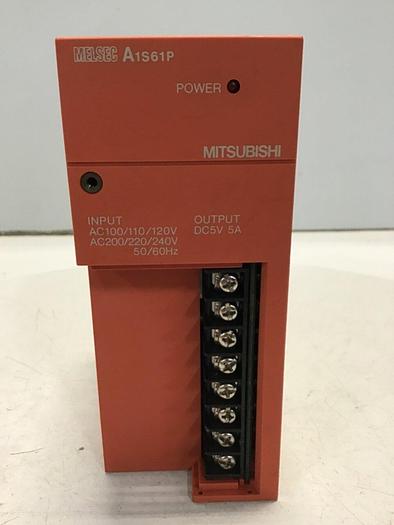 MELSEC A1S61P
POWER
MITSUBISHI
INPUT
AC100/110/120V
AC200/220/240V
50/60Hz
OUTPUT
DC5V 5A